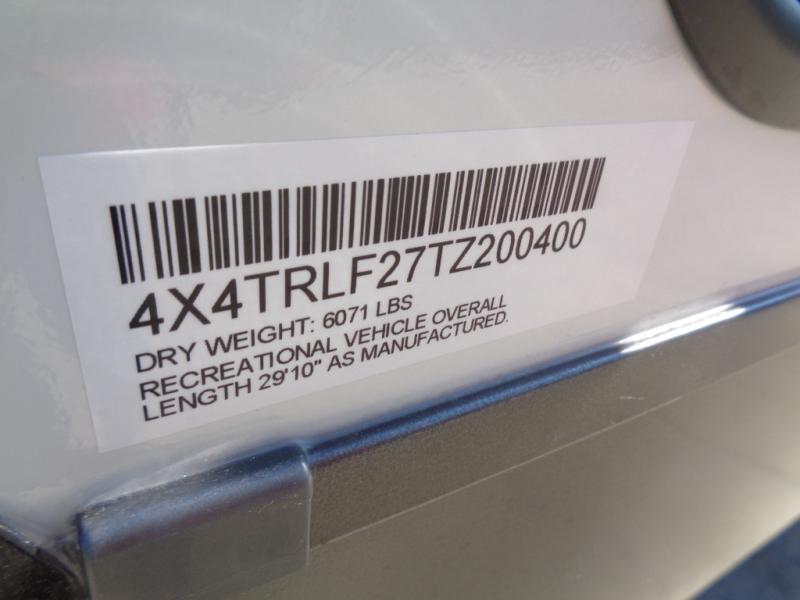 4X4TRLF27TZ200400
DRY WEIGHT: 6071 LBS
RECREATIONAL VEHICLE OVERALL
LENGTH 29'10" AS MANUFACTURED.